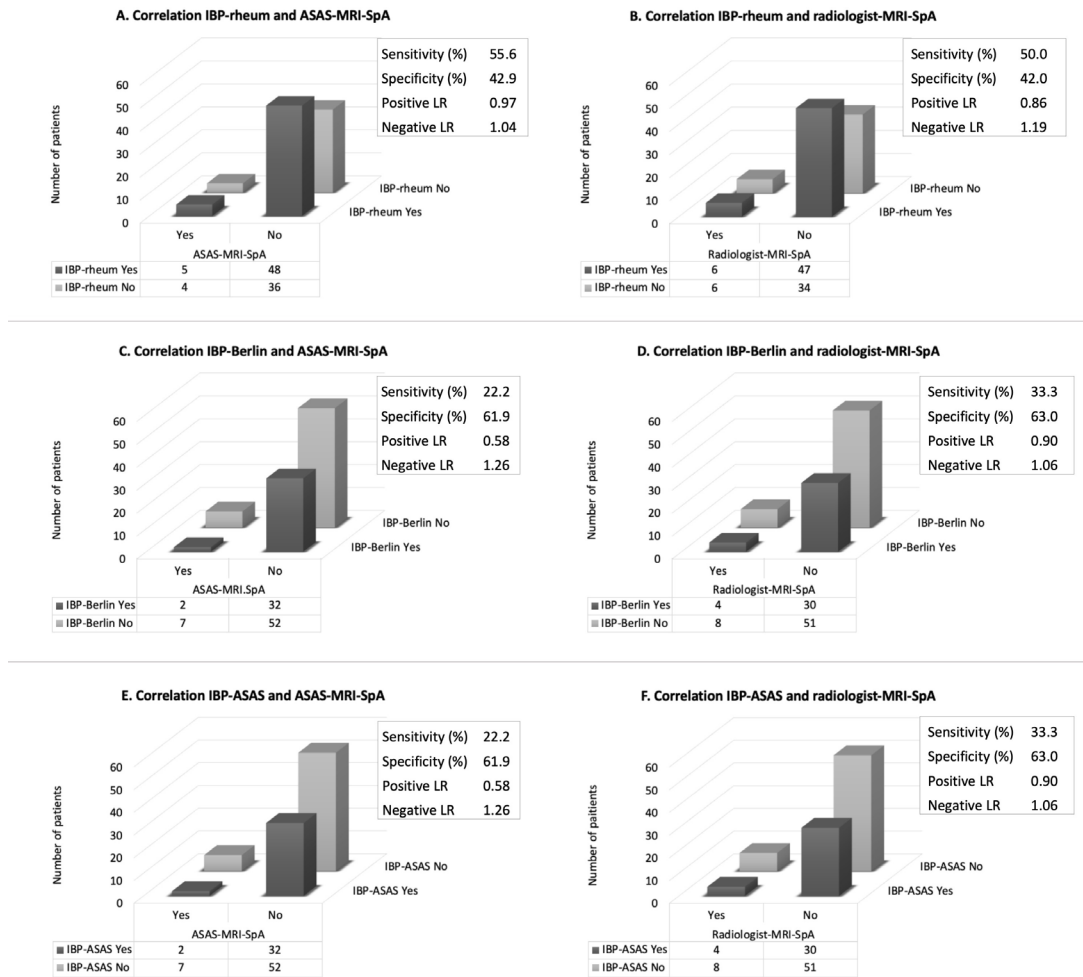 A. Correlation IBP-rheum and ASAS-MRI-SpA
Sensitivity (%) 55.6
Specificity (%) 42.9
Positive LR 0.97
Negative LR 1.04
Number of patients
60
50
40
30
20
10
0
IBP-rheum No
IBP-rheum Yes
Yes No
ASAS-MRI-SpA
IBP-rheum Yes 5 48
IBP-rheum No 4 36
B. Correlation IBP-rheum and radiologist-MRI-SpA
Sensitivity (%) 50.0
Specificity (%) 42.0
Positive LR 0.86
Negative LR 1.19
Number of patients
60
50
40
30
20
10
0
IBP-rheum No
IBP-rheum Yes
Yes No
Radiologist-MRI-SpA
IBP-rheum Yes 6 47
IBP-rheum No 6 34
C. Correlation IBP-Berlin and ASAS-MRI-SpA
Sensitivity (%) 22.2
Specificity (%) 61.9
Positive LR 0.58
Negative LR 1.26
Number of patients
60
50
40
30
20
10
0
IBP-Berlin No
IBP-Berlin Yes
Yes No
ASAS-MRI.SpA
IBP-Berlin Yes 2 32
IBP-Berlin No 7 52
D. Correlation IBP-Berlin and radiologist-MRI-SpA
Sensitivity (%) 33.3
Specificity (%) 63.0
Positive LR 0.90
Negative LR 1.06
Number of patients
60
50
40
30
20
10
0
IBP-Berlin No
IBP-Berlin Yes
Yes No
Radiologist-MRI-SpA
IBP-Berlin Yes 4 30
IBP-Berlin No 8 51
E. Correlation IBP-ASAS and ASAS-MRI-SpA
Sensitivity (%) 22.2
Specificity (%) 61.9
Positive LR 0.58
Negative LR 1.26
Number of patients
60
50
40
30
20
10
0
IBP-ASAS No
IBP-ASAS Yes
Yes No
ASAS-MRI-SpA
IBP-ASAS Yes 2 32
IBP-ASAS No 7 52
F. Correlation IBP-ASAS and radiologist-MRI-SpA
Sensitivity (%) 33.3
Specificity (%) 63.0
Positive LR 0.90
Negative LR 1.06
Number of paitients
60
50
40
30
20
10
0
IBP-ASAS No
IBP-ASAS Yes
Yes No
Radiologist-MRI-SpA
IBP-ASAS Yes 4 30
IBP-ASAS No 8 51